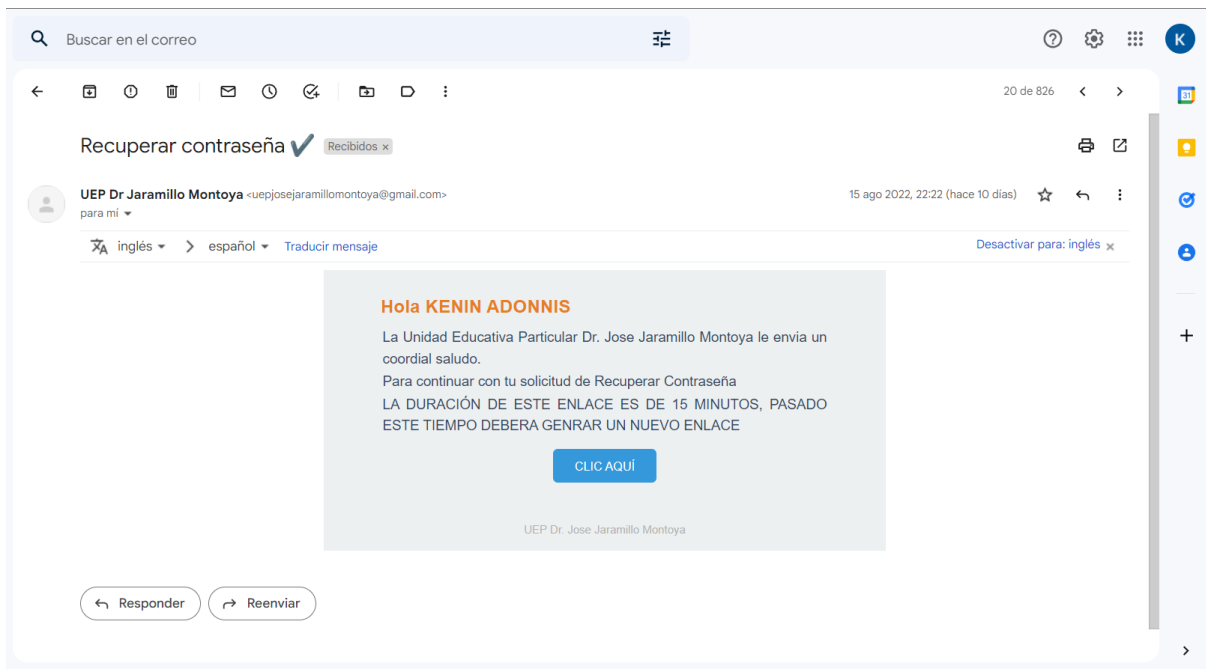 Buscar en el correo
K
20 de 826
31
Recuperar contraseña ✔ Recibidos ×
UEP Dr Jaramillo Montoya <uepjosejaramillomontoya@gmail.com>
15 ago 2022, 22:22 (hace 10 días)
para mí
inglés > español Traducir mensaje
Desactivar para: inglés ×
Hola KENIN ADONNIS
La Unidad Educativa Particular Dr. Jose Jaramillo Montoya le envia un
coordial saludo.
Para continuar con tu solicitud de Recuperar Contraseña
LA DURACIÓN DE ESTE ENLACE ES DE 15 MINUTOS, PASADO
ESTE TIEMPO DEBERA GENRAR UN NUEVO ENLACE
CLIC AQUÍ
UEP Dr. Jose Jaramillo Montoya
Responder
Reenviar